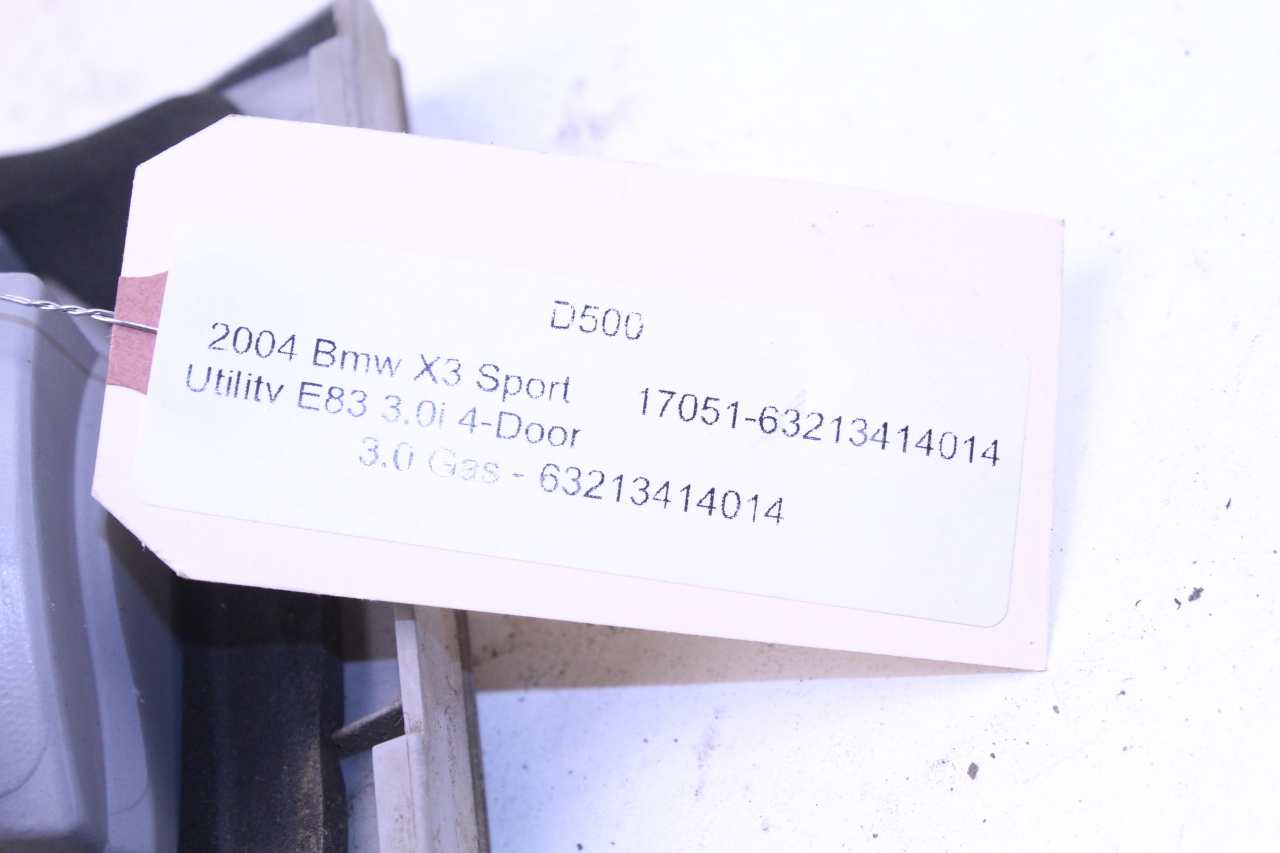 D500
2004 Bmw X3 Sport
Utility E83 3.0i 4-Door
17051-63213414014
3.0 Gas - 63213414014